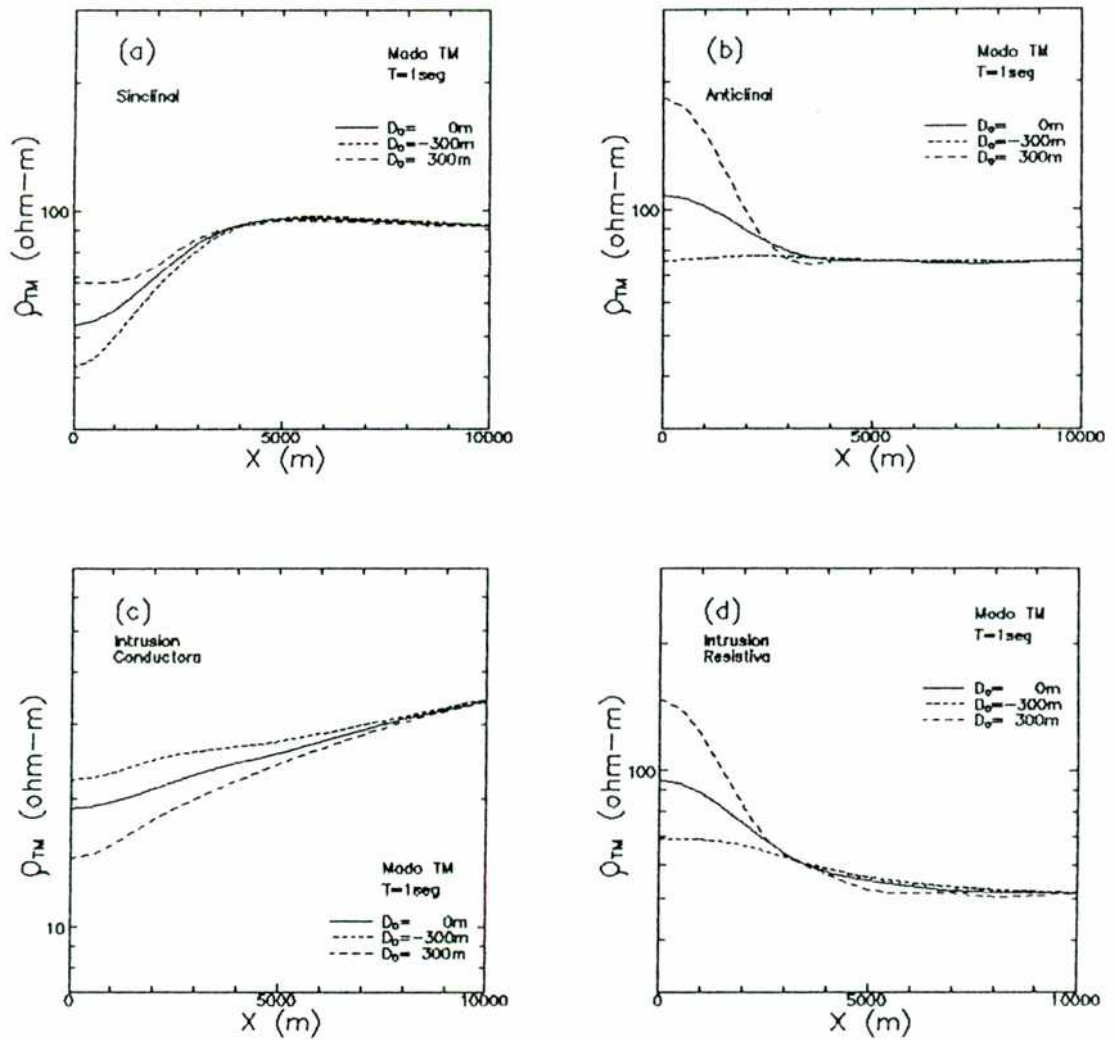 (a)
Modo TM
T=1seg
Sinclinal
D₀= 0m
D₀=-300m
D₀= 300m
100
ρTM (ohm-m)
0
5000
10000
X (m)
(b)
Modo TM
T=1seg
Anticlinal
D₀= 0m
D₀=-300m
D₀= 300m
100
ρTM (ohm-m)
0
5000
10000
X (m)
(c)
Intrusion
Conductora
Modo TM
T=1seg
D₀= 0m
D₀=-300m
D₀= 300m
10
ρTM (ohm-m)
0
5000
10000
X (m)
(d)
Modo TM
T=1seg
Intrusion
Resistiva
D₀= 0m
D₀=-300m
D₀= 300m
100
ρTM (ohm-m)
0
5000
10000
X (m)